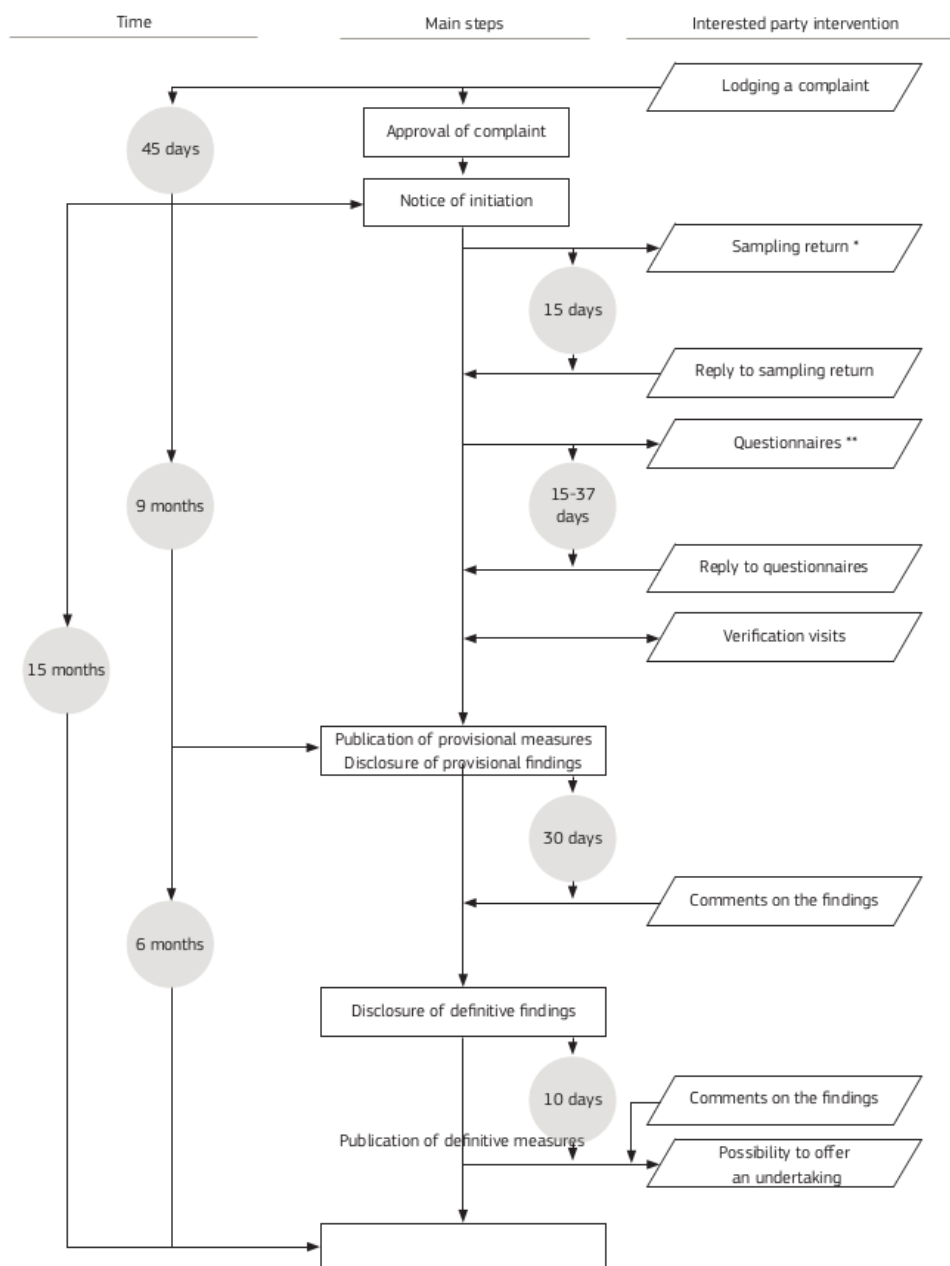 Time
Main steps
Interested party intervention
Lodging a complaint
Approval of complaint
45 days
Notice of initiation
Sampling return *
15 days
Reply to sampling return
Questionnaires **
9 months
15-37
days
Reply to questionnaires
Verification visits
15 months
Publication of provisional measures
Disclosure of provisional findings
30 days
Comments on the findings
6 months
Disclosure of definitive findings
10 days
Comments on the findings
Publication of definitive measures
Possibility to offer
an undertaking